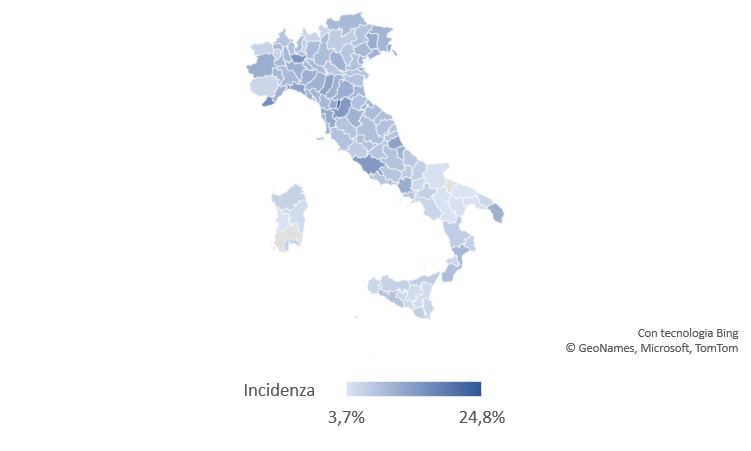 Con tecnologia Bing
© GeoNames, Microsoft, TomTom
Incidenza
3,7%
24,8%